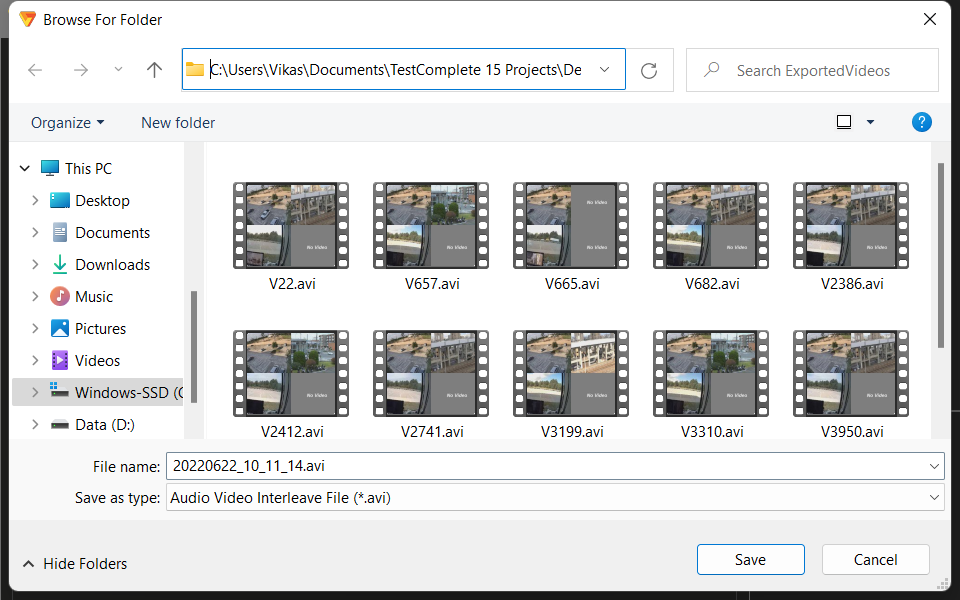 Browse For Folder
C:\Users\Vikas\Documents\TestComplete 15 Projects\De
Search ExportedVideos
Organize
New folder
?
This PC
Desktop
Documents
Downloads
Music
Pictures
Videos
Windows-SSD (C
Data (D:)
No Video
No Video
No Video
No Video
No Video
No Video
V22.avi
V657.avi
V665.avi
V682.avi
V2386.avi
No Video
No Video
No Video
No Video
No Video
V2412.avi
V2741.avi
V3199.avi
V3310.avi
V3950.avi
File name:
20220622_10_11_14.avi
Save as type:
Audio Video Interleave File (*.avi)
Hide Folders
Save
Cancel